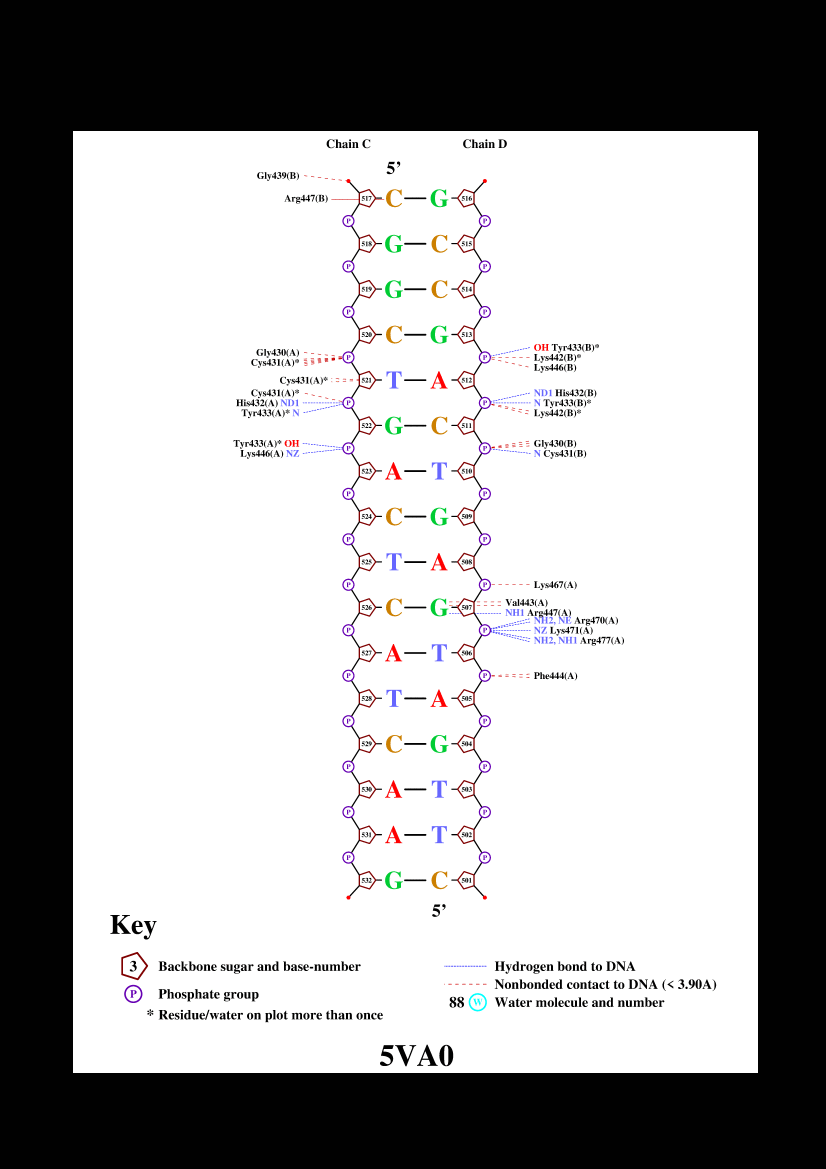 Chain C Chain D
5’
Gly439(B)
Arg447(B) 517 C G 516
P P
518 G C 515
P P
519 G C 514
P P
520 C G 513
OH Tyr433(B)*
Gly430(A) P P Lys442(B)*
Cys431(A)* Lys446(B)
Cys431(A)* 521 T A 512
Cys431(A)* ND1 His432(B)
His432(A) ND1 P P N Tyr433(B)*
Tyr433(A)* N Lys442(B)*
522 G C 511
Tyr433(A)* OH P P Gly430(B)
Lys446(A) NZ N Cys431(B)
523 A T 510
P P
524 C G 509
P P
525 T A 508
P P Lys467(A)
Val443(A)
526 C G 507
NH1 Arg447(A)
NH2, NE Arg470(A)
P P NZ Lys471(A)
NH2, NH1 Arg477(A)
527 A T 506
P P Phe444(A)
528 T A 505
P P
529 C G 504
P P
530 A T 503
P P
531 A T 502
P P
532 G C 501
5’
Key
3 Backbone sugar and base-number
P Phosphate group
* Residue/water on plot more than once
Hydrogen bond to DNA
Nonbonded contact to DNA (< 3.90A)
88 W Water molecule and number
5VA0